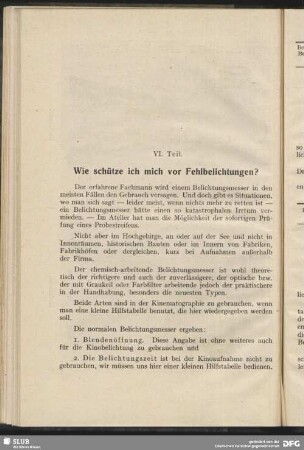 VI. Teil.
Wie schütze ich mich vor Fehlbelichtungen?
Der erfahrene Fachmann wird einem Belichtungsmesser in den
meisten Fällen den Gebrauch versagen. Und doch gibt es Situationen,
wo man sich sagt — leider meist, wenn nichts mehr zu retten ist —
ein Belichtungsmesser hätte einen so katastrophalen Irrtum ver-
mieden. — Im Atelier hat man die Möglichkeit der sofortigen Prü-
fung eines Probestreifens.
Nicht aber im Hochgebirge, an oder auf der See und nicht in
Innenräumen, historischen Bauten oder im Innern von Fabriken,
Fabrikhöfen oder dergleichen, kurz bei Aufnahmen außerhalb
der Firma.
Der chemisch-arbeitende Belichtungsmesser ist wohl theore-
tisch der richtigere und auch der zuverlässigere, der optische bzw.
der mit Graukeil oder Farbfilter arbeitende jedoch der praktischere
in der Handhabung, besonders die neuesten Typen.
Beide Arten sind in der Kinematographie zu gebrauchen, wenn
man eine kleine Hilfstabelle benutzt, die hier wiedergegeben werden
soll.
Die normalen Belichtungsmesser ergeben:
1. Blendenöffnung. Diese Angabe ist ohne weiteres auch
für die Kinobelichtung zu gebrauchen und
2. Die Belichtungszeit ist bei der Kinoaufnahme nicht zu
gebrauchen, wir müssen uns hier einer kleinen Hilfstabelle bedienen.
SLUB
Wir führen Wissen.
DFG